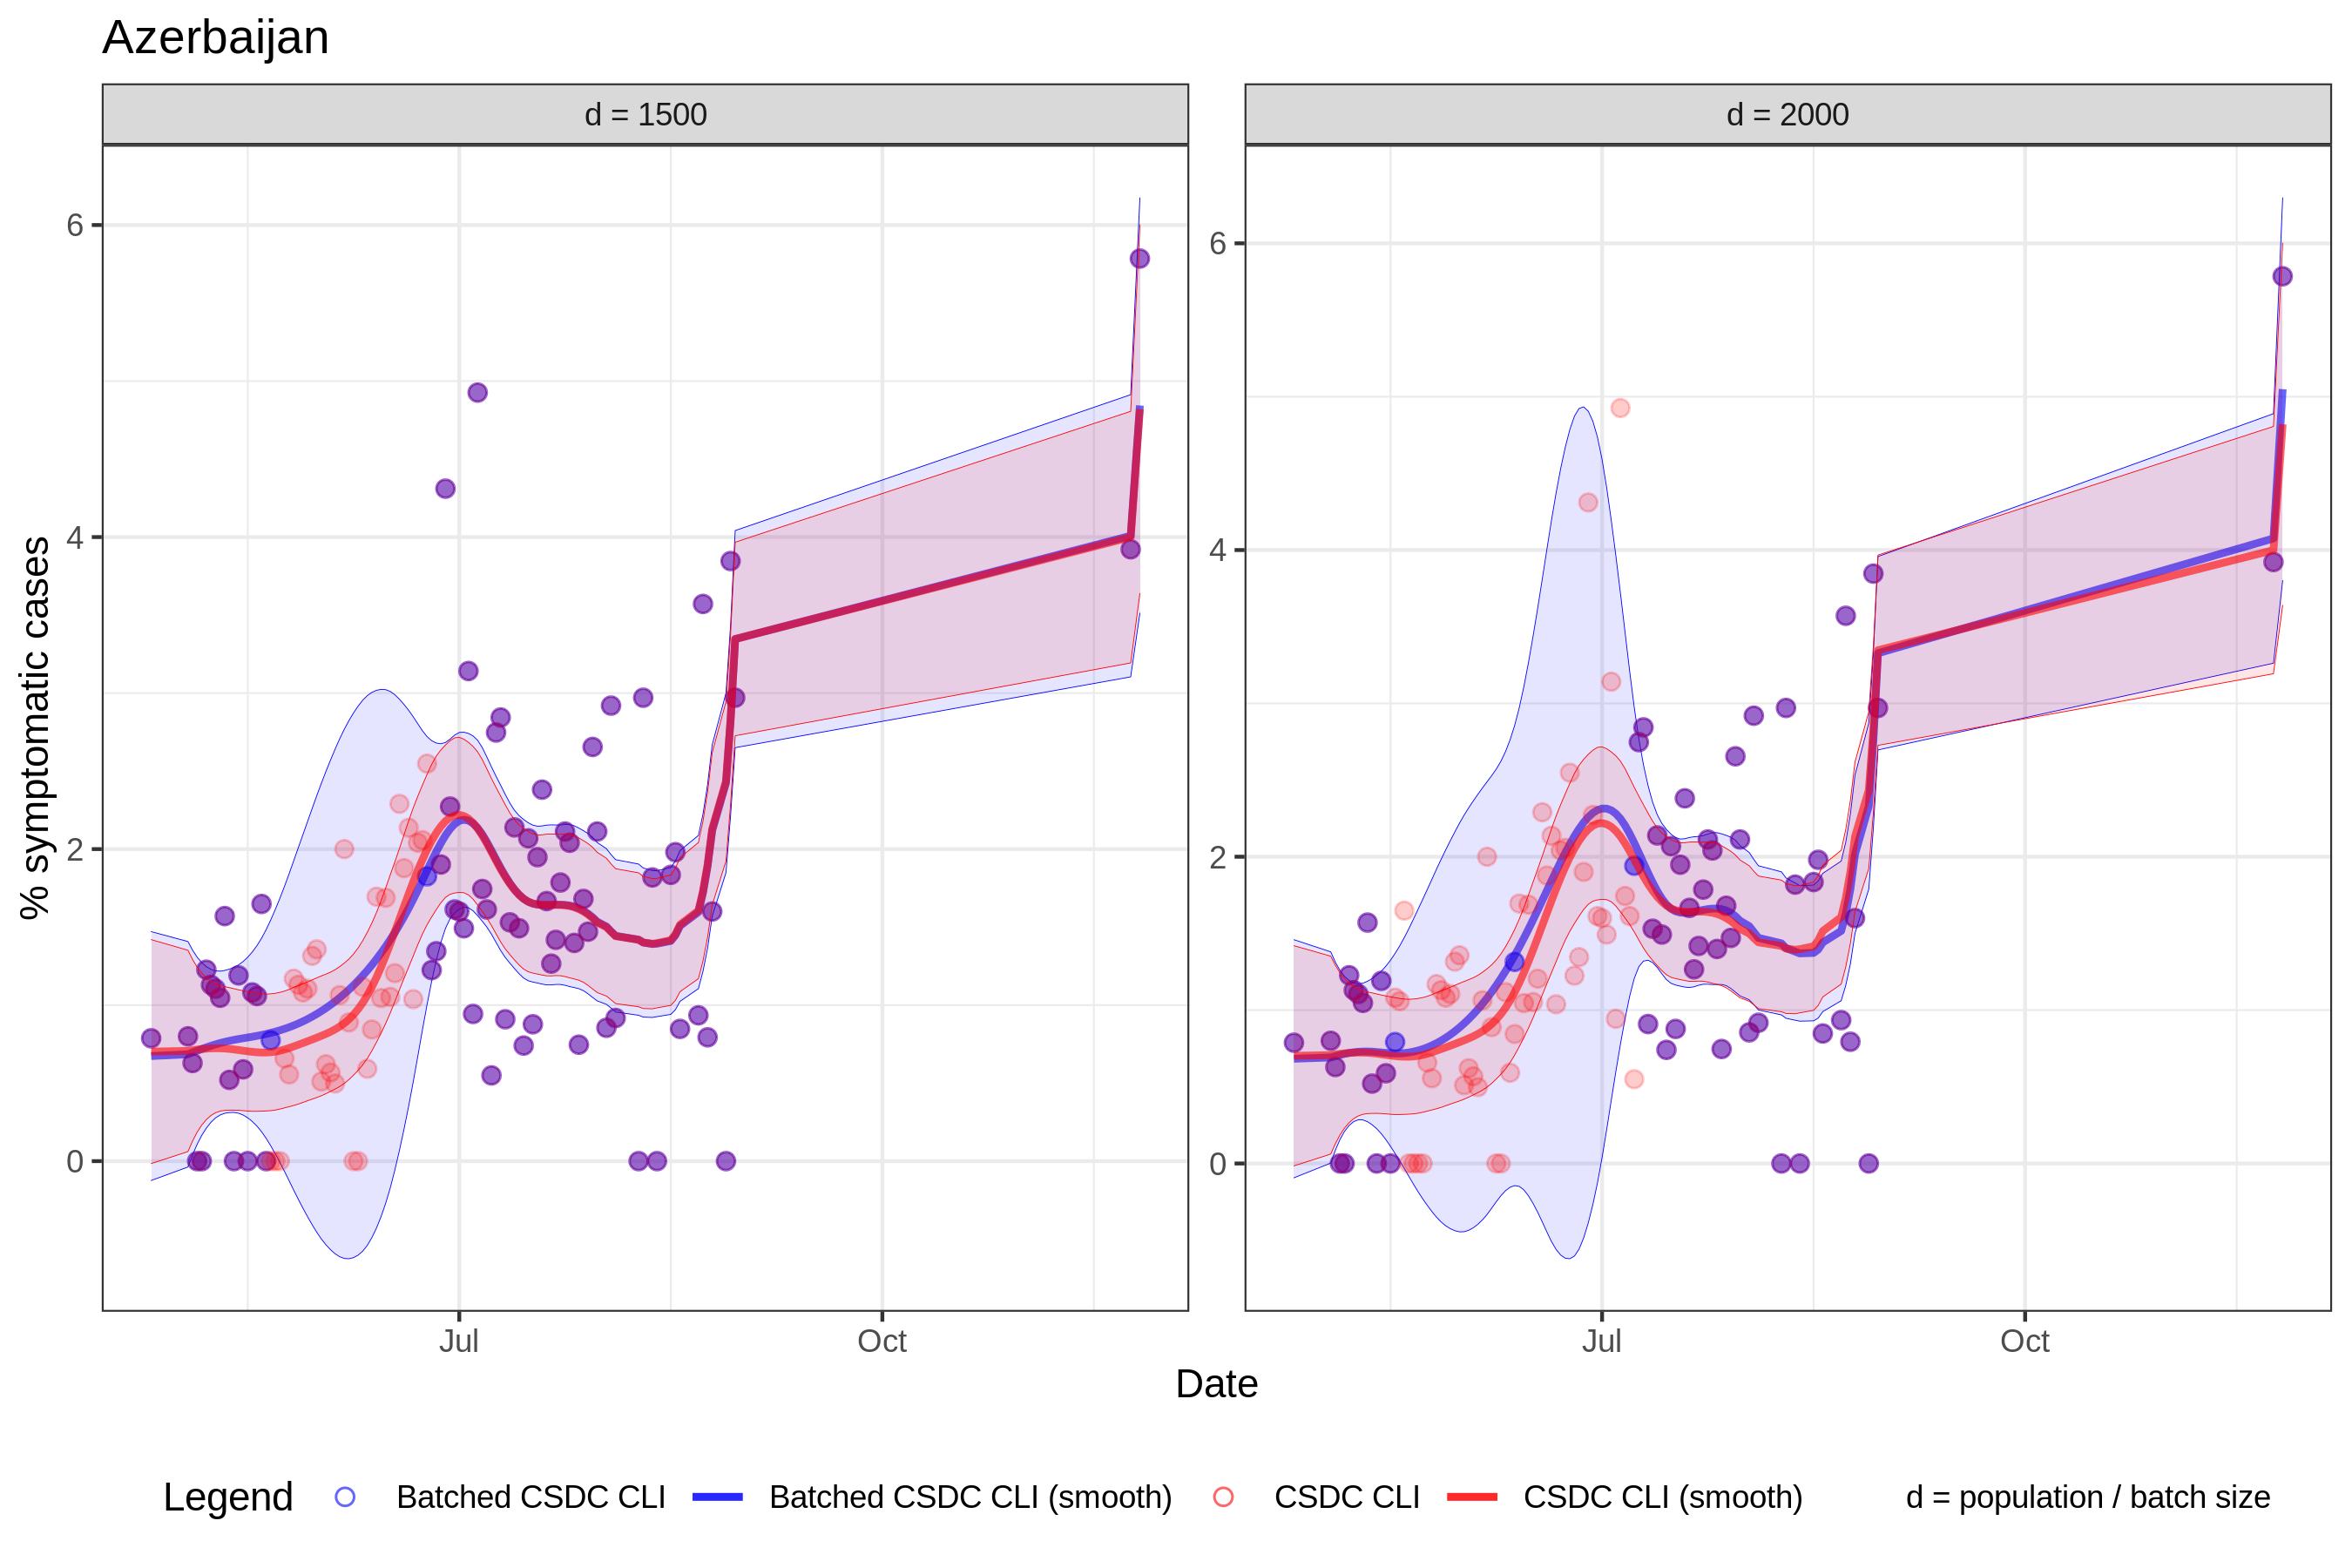 Azerbaijan
d = 1500
d = 2000
% symptomatic cases
6
4
2
0
6
4
2
0
Jul
Oct
Jul
Oct
Date
Legend Batched CSDC CLI Batched CSDC CLI (smooth) CSDC CLI CSDC CLI (smooth) d = population / batch size